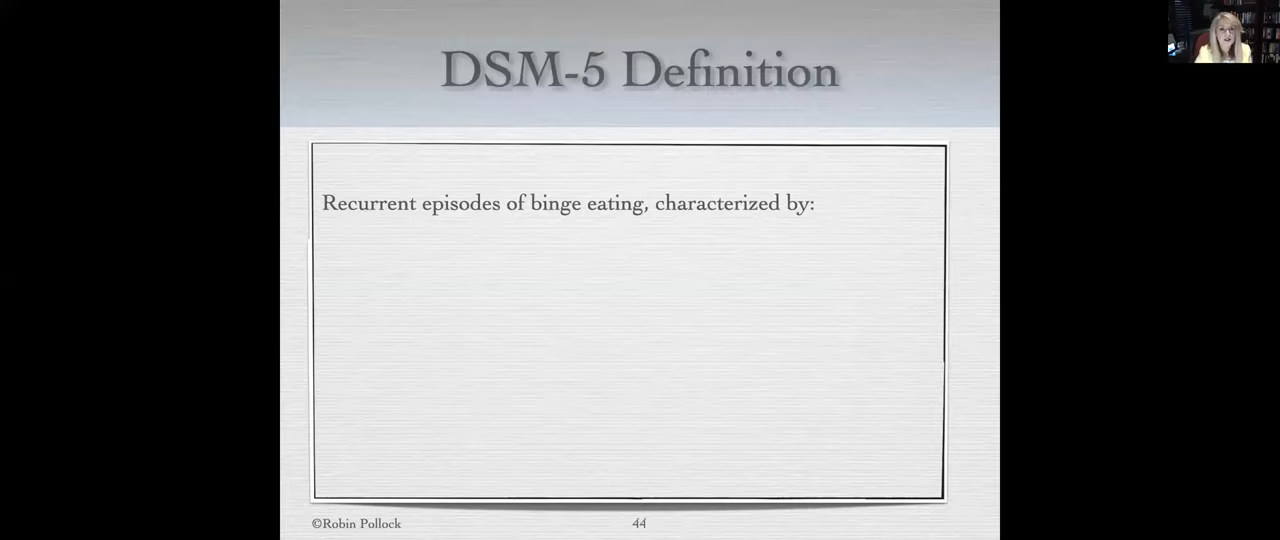 DSM-5 Definition
Recurrent episodes of binge eating, characterized by:
©Robin Pollock
44